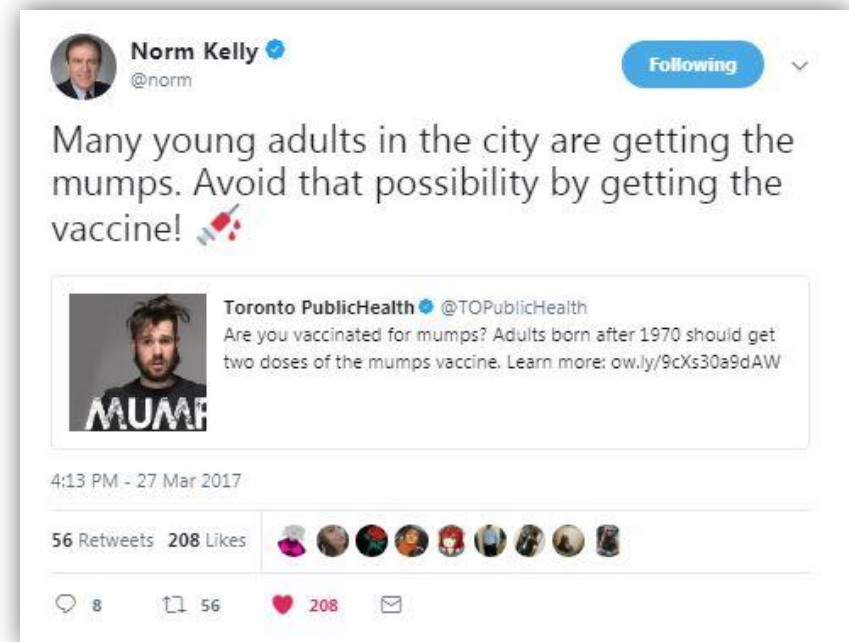 Norm Kelly
@norm
Following
Many young adults in the city are getting the
mumps. Avoid that possibility by getting the
vaccine!
Toronto PublicHealth @TOPublicHealth
Are you vaccinated for mumps? Adults born after 1970 should get
two doses of the mumps vaccine. Learn more: ow.ly/9cXs30a9dAW
MUMP
4:13 PM - 27 Mar 2017
56 Retweets 208 Likes
8 56 208